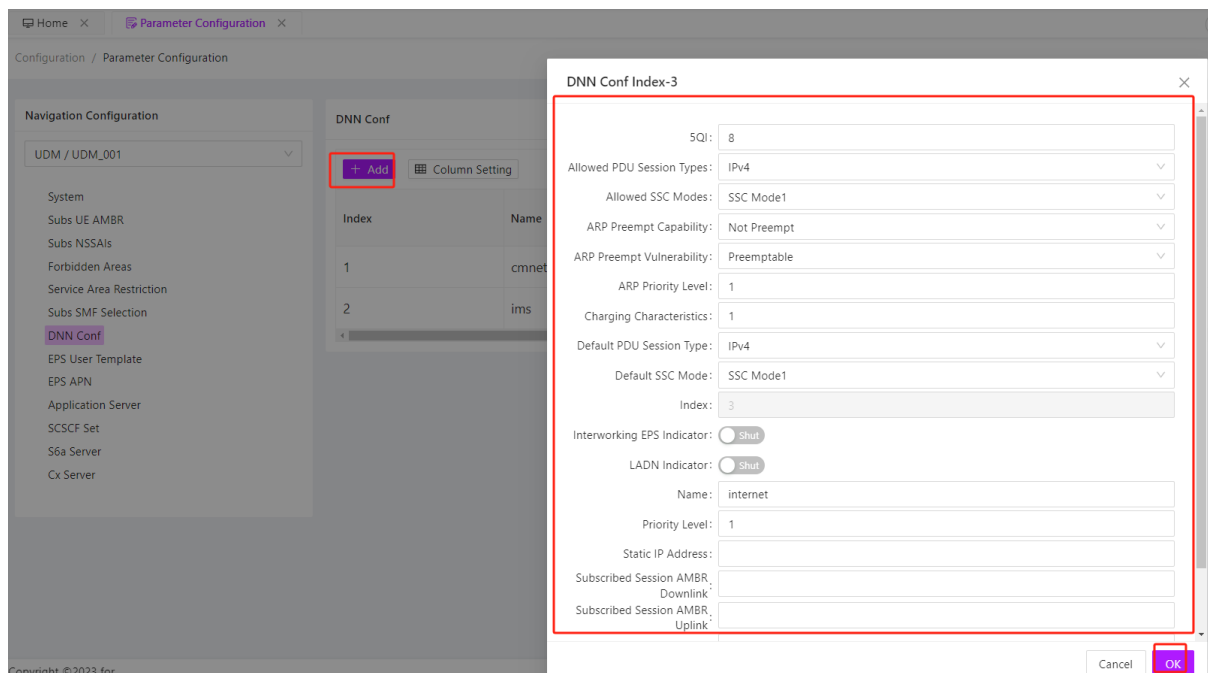 Home
Parameter Configuration
Configuration / Parameter Configuration
Navigation Configuration
UDM / UDM_001
System
Subs UE AMBR
Subs NSSAIs
Forbidden Areas
Service Area Restriction
Subs SMF Selection
DNN Conf
EPS User Template
EPS APN
Application Server
SCSCF Set
S6a Server
Cx Server
DNN Conf
+ Add
Column Setting
Index Name
1 cmnet
2 ims
DNN Conf Index-3
5QI: 8
Allowed PDU Session Types: IPv4
Allowed SSC Modes: SSC Mode1
ARP Preempt Capability: Not Preempt
ARP Preempt Vulnerability: Preemptable
ARP Priority Level: 1
Charging Characteristics: 1
Default PDU Session Type: IPv4
Default SSC Mode: SSC Mode1
Index: 3
Interworking EPS Indicator: Shut
LADN Indicator: Shut
Name: internet
Priority Level: 1
Static IP Address:
Subscribed Session AMBR
Downlink:
Subscribed Session AMBR
Uplink:
Cancel
OK
Copyright ©2023 for